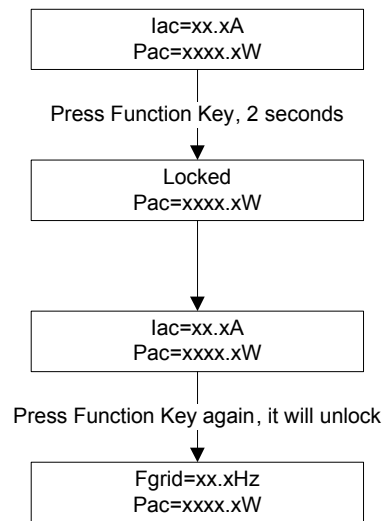 Iac=xx.xA
Pac=xxxx.xW
Press Function Key, 2 seconds
Locked
Pac=xxxx.xW
Iac=xx.xA
Pac=xxxx.xW
Press Function Key again, it will unlock
Fgrid=xx.xHz
Pac=xxxx.xW